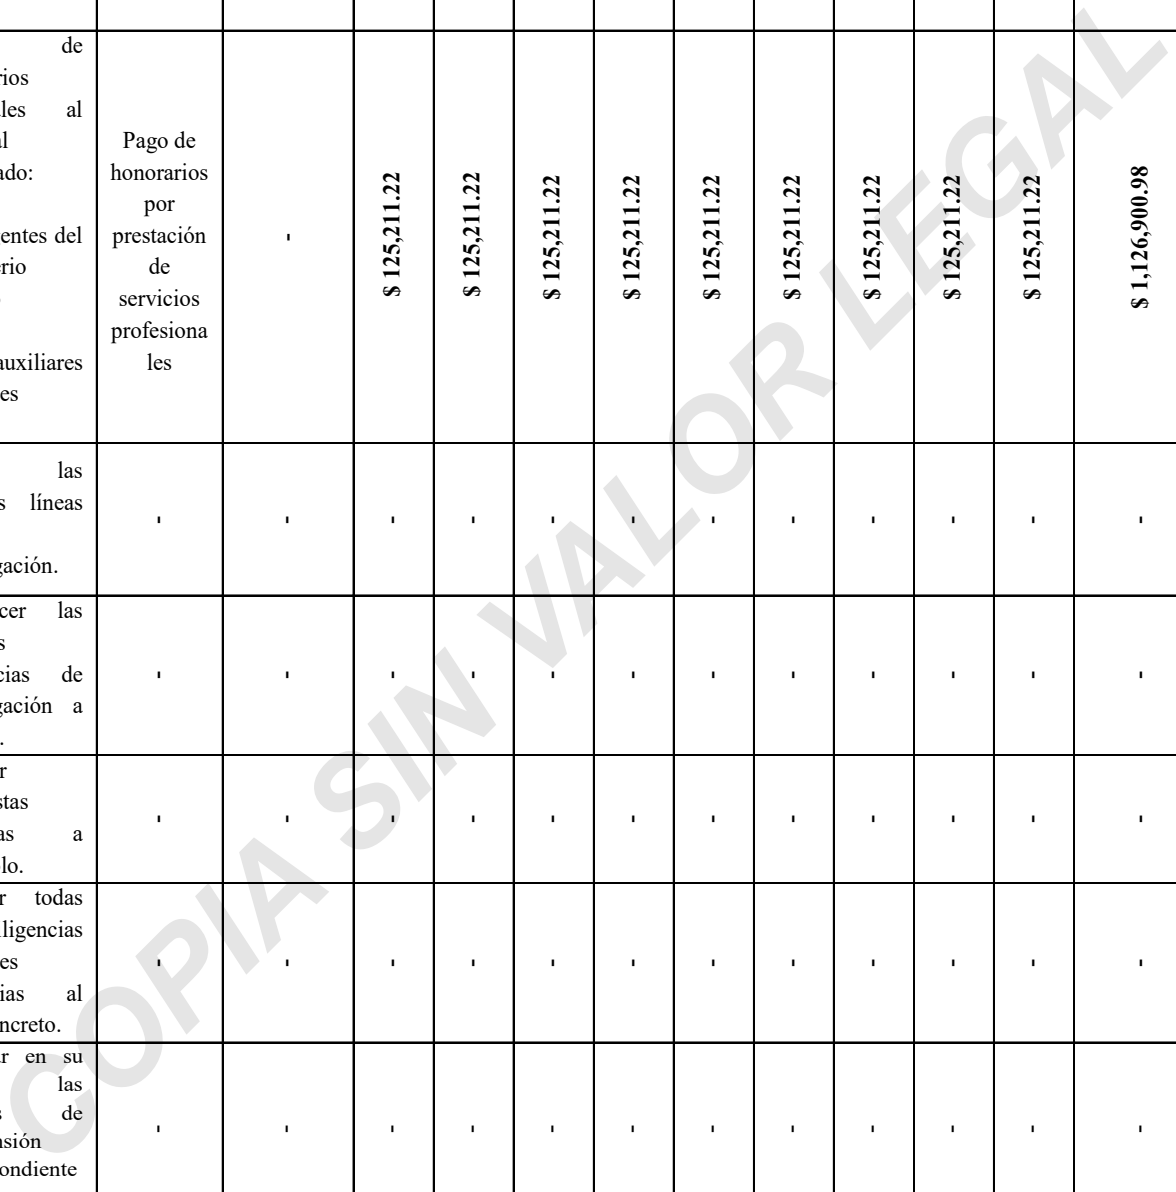 de
rios
les al
al
ado:
entes del
erio
auxiliares
es
Pago de
honorarios
por
prestación
de
servicios
profesiona
les
-
$ 125,211.22
$ 125,211.22
$ 125,211.22
$ 125,211.22
$ 125,211.22
$ 125,211.22
$ 125,211.22
$ 125,211.22
$ 125,211.22
$ 1,126,900.98
las
s líneas
gación.
- - - - - - - - - - - -
cer las
s
cias de
gación a
.
- - - - - - - - - - - -
r
stas
as a
lo.
- - - - - - - - - - - -
r todas
iligencias
es
ias al
ncreto.
- - - - - - - - - - - -
r en su
las
s de
nsión
ondiente
- - - - - - - - - - - -
COPIA SIN VALOR LEGAL